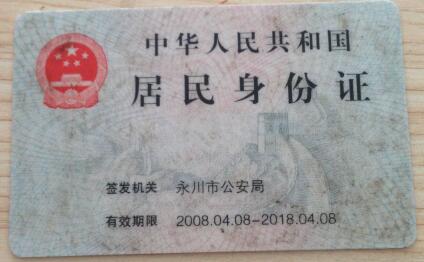 中华人民共和国
居民身份证
签发机关 永川市公安局
有效期限 2008.04.08-2018.04.08